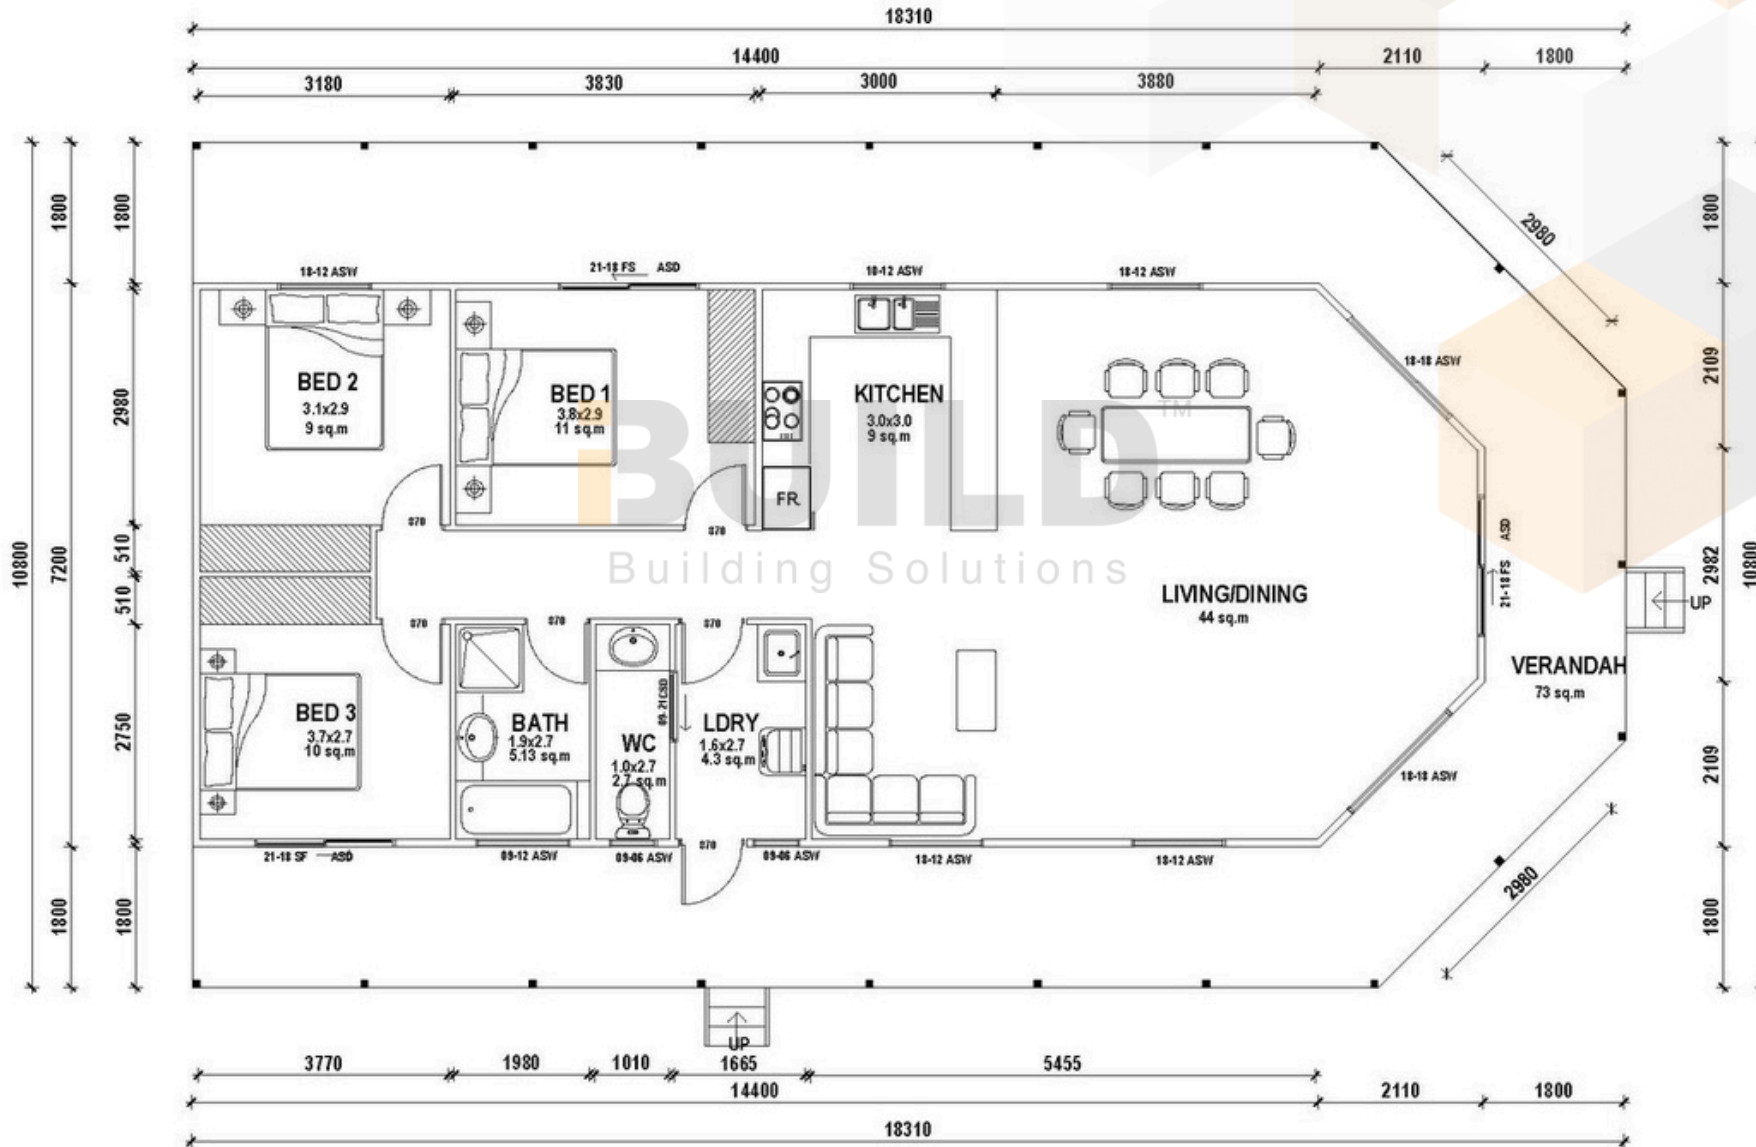 18310
14400
2110
1800
3180
3830
3000
3880
10800
1800
7200
1800
1800
2980
510
510
2750
1800
2980
18-12 ASW
21-18 FS
ASD
18-12 ASW
18-12 ASW
1800
2109
2982
2109
1800
10800
BED 2
3.1x2.9
9 sq.m
BED 1
3.8x2.9
11 sq.m
KITCHEN
3.0x3.0
9 sq.m
18-18 ASW
FR
870
870
iBUILD™
Building Solutions
21-18 FS
ASD
UP
LIVING/DINING
44 sq.m
870
870
870
VERANDAH
73 sq.m
BED 3
3.7x2.7
10 sq.m
BATH
1.9x2.7
5.13 sq.m
WC
1.0x2.7
2.7 sq.m
09-21 CSD
LDRY
1.6x2.7
4.3 sq.m
18-18 ASW
21-18 SF
ASD
09-12 ASW
09-06 ASW
870
09-06 ASW
18-12 ASW
18-12 ASW
2980
UP
3770
1980
1010
1665
5455
14400
2110
1800
18310